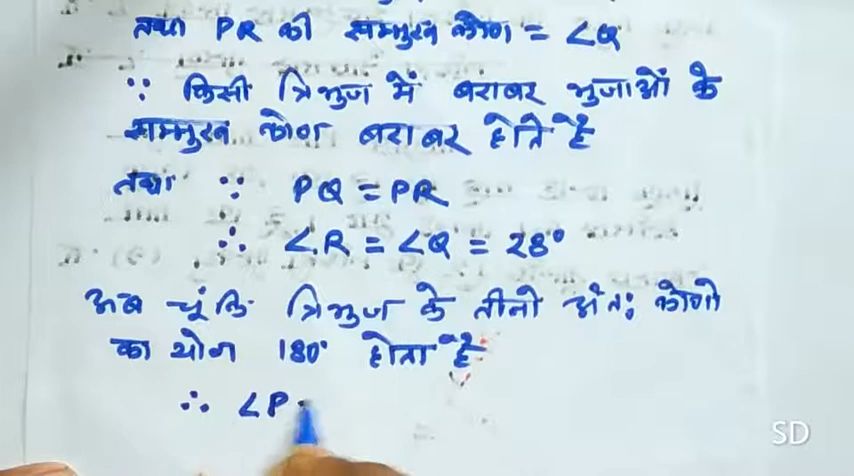 तथा PR की सम्मुख कोण = ∠Q
∵ किसी त्रिभुज में बराबर भुजाओं के
सम्मुख कोण बराबर होते हैं
तथा ∵ PQ = PR
∴ ∠R = ∠Q = 28°
अब चूंकि त्रिभुज के तीनो अंत: कोणो
का योग 180° होता है
∴ ∠P
SD